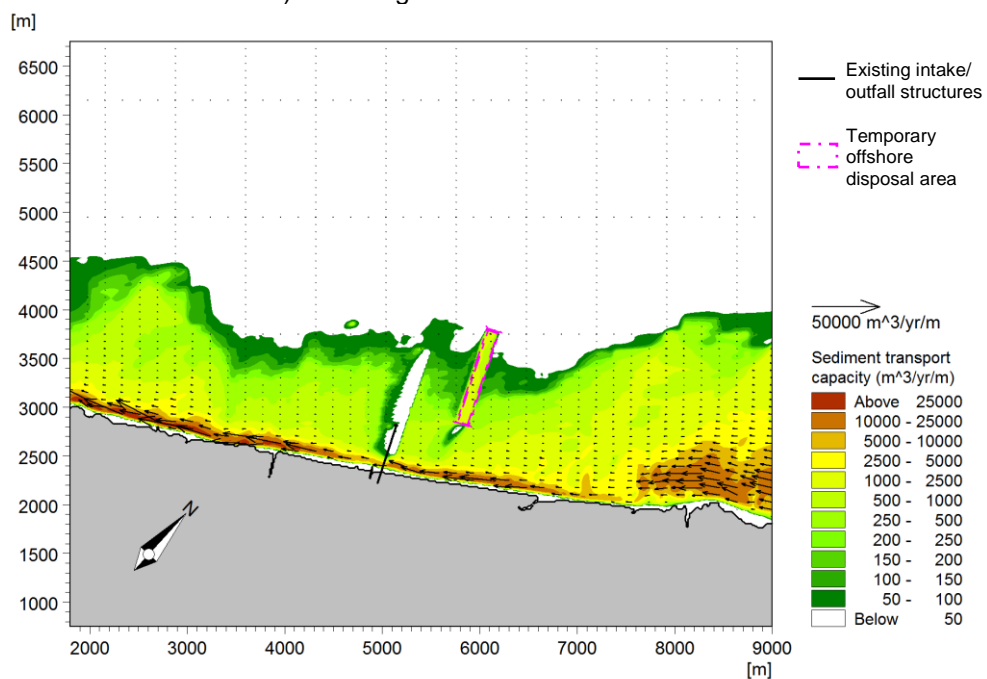 [m]
6500
6000
5500
5000
4500
4000
3500
3000
2500
2000
1500
1000
2000 3000 4000 5000 6000 7000 8000 9000
[m]
N
Existing intake/
outfall structures
Temporary
offshore
disposal area
50000 m^3/yr/m
Sediment transport
capacity (m^3/yr/m)
Above 25000
10000 - 25000
5000 - 10000
2500 - 5000
1000 - 2500
500 - 1000
250 - 500
200 - 250
150 - 200
100 - 150
50 - 100
Below 50